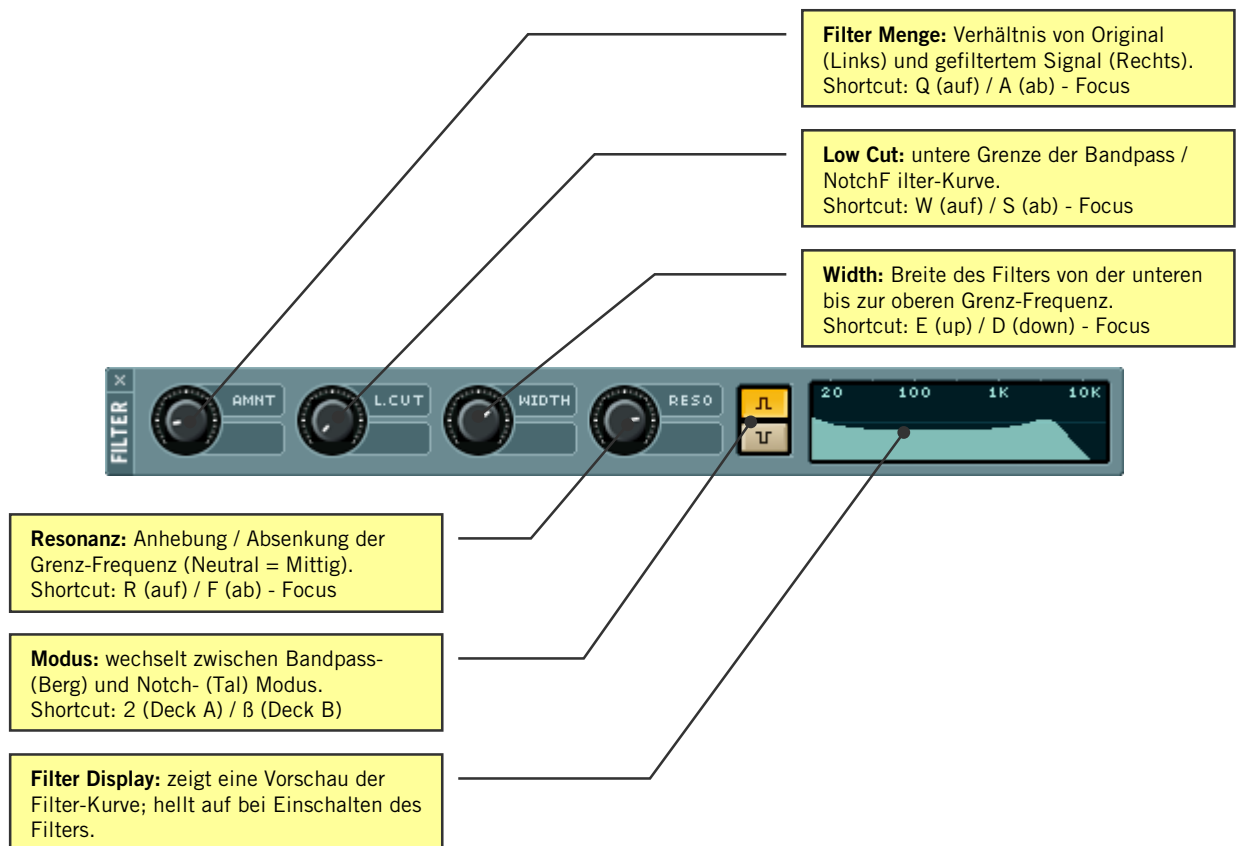 Filter Menge: Verhältnis von Original
(Links) und gefiltertem Signal (Rechts).
Shortcut: Q (auf) / A (ab) - Focus
Low Cut: untere Grenze der Bandpass /
NotchF ilter-Kurve.
Shortcut: W (auf) / S (ab) - Focus
Width: Breite des Filters von der unteren
bis zur oberen Grenz-Frequenz.
Shortcut: E (up) / D (down) - Focus
FILTER
AMNT
L.CUT
WIDTH
RESO
20 100 1K 10K
Resonanz: Anhebung / Absenkung der
Grenz-Frequenz (Neutral = Mittig).
Shortcut: R (auf) / F (ab) - Focus
Modus: wechselt zwischen Bandpass-
(Berg) und Notch- (Tal) Modus.
Shortcut: 2 (Deck A) / ß (Deck B)
Filter Display: zeigt eine Vorschau der
Filter-Kurve; hellt auf bei Einschalten des
Filters.